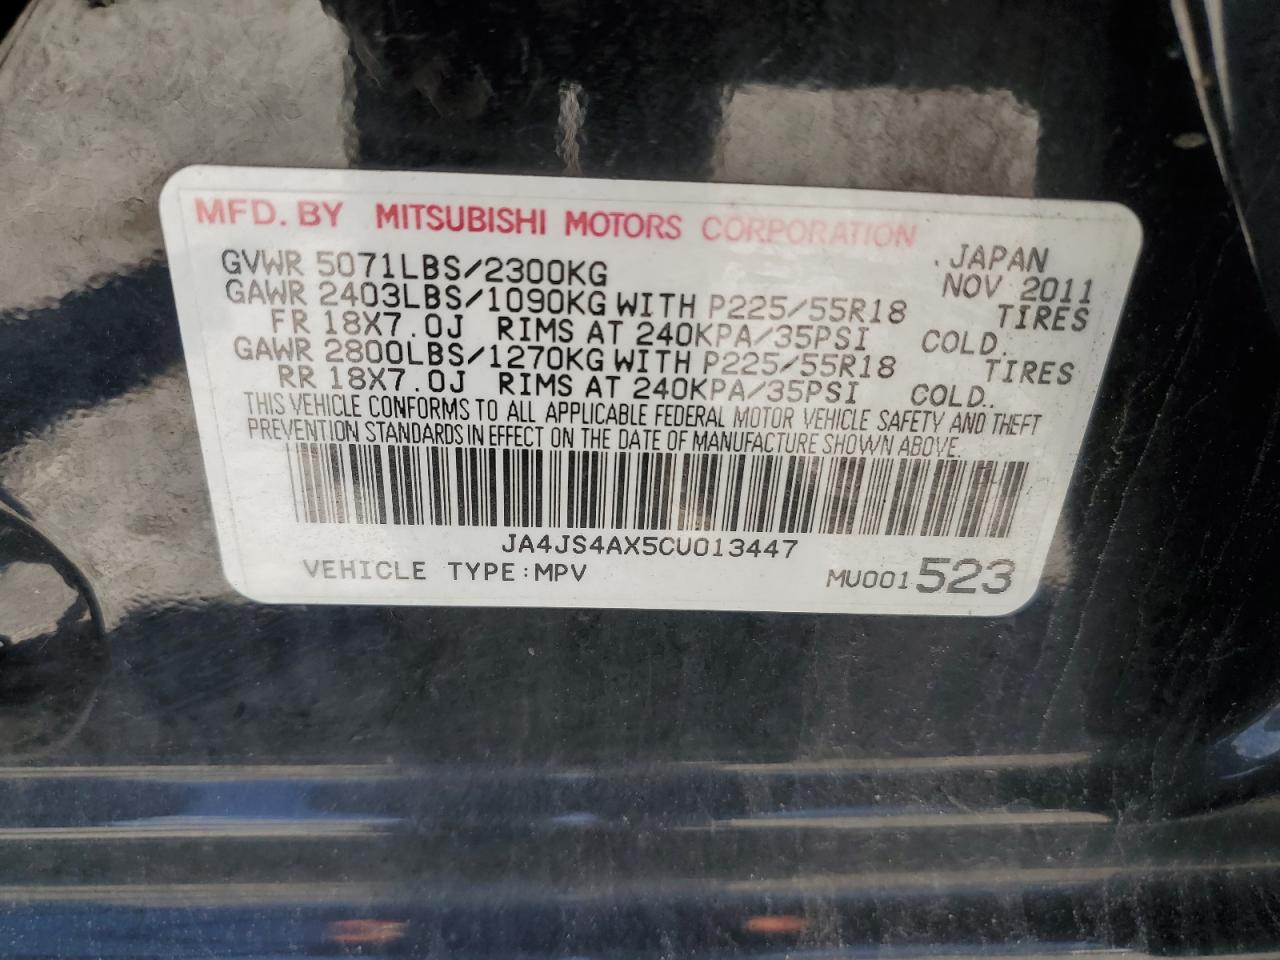 MFD. BY MITSUBISHI MOTORS CORPORATION
GVWR 5071LBS/2300KG . JAPAN
NOV 2011
GAWR 2403LBS/1090KG WITH P225/55R18 TIRES
FR 18X7.0J RIMS AT 240KPA/35PSI COLD.
GAWR 2800LBS/1270KG WITH P225/55R18 TIRES
RR 18X7.0J RIMS AT 240KPA/35PSI COLD..
THIS VEHICLE CONFORMS TO ALL APPLICABLE FEDERAL MOTOR VEHICLE SAFETY AND THEFT
PREVENTION STANDARDS IN EFFECT ON THE DATE OF MANUFACTURE SHOWN ABOVE.
JA4JS4AX5CU013447
VEHICLE TYPE:MPV MU001523